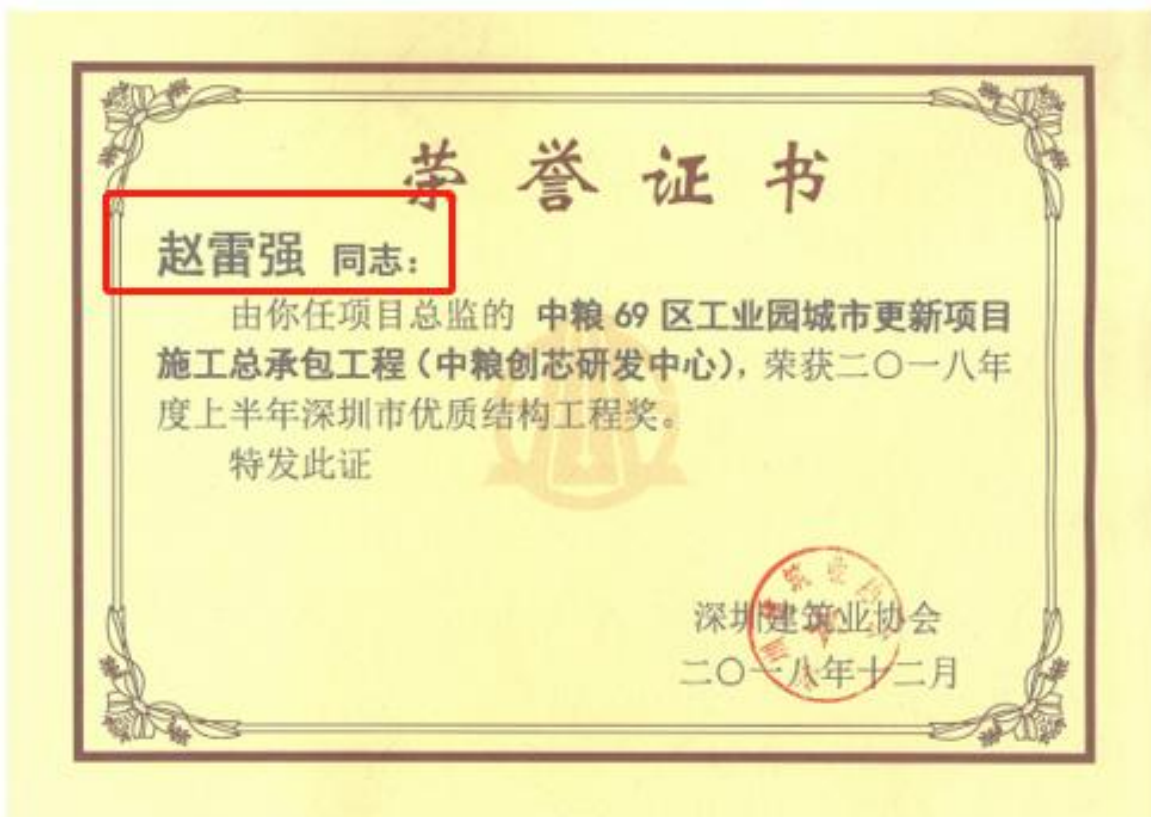 荣誉证书
赵雷强 同志：
由你任项目总监的 中粮 69 区工业园城市更新项目
施工总承包工程（中粮创芯研发中心），荣获二〇一八年
度上半年深圳市优质结构工程奖。
特发此证
深圳建筑业协会
二〇一八年十二月